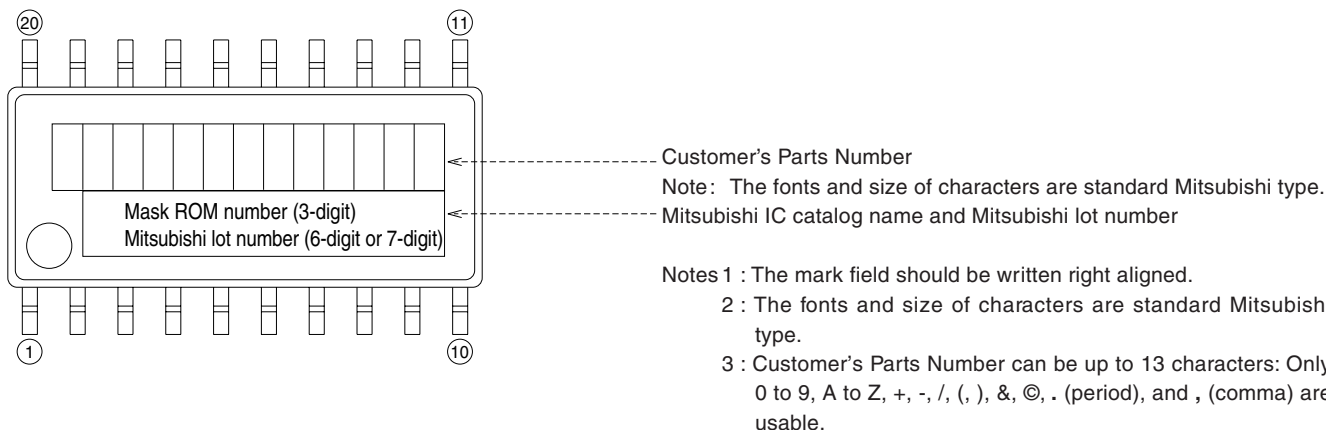 20
11
Customer's Parts Number
Note: The fonts and size of characters are standard Mitsubishi type.
Mask ROM number (3-digit)
Mitsubishi IC catalog name and Mitsubishi lot number
Mitsubishi lot number (6-digit or 7-digit)
Notes 1 : The mark field should be written right aligned.
2 : The fonts and size of characters are standard Mitsubish
type.
1
10
3 : Customer's Parts Number can be up to 13 characters: Only
0 to 9, A to Z, +, -, /, (, ), &, ©, . (period), and , (comma) are
usable.